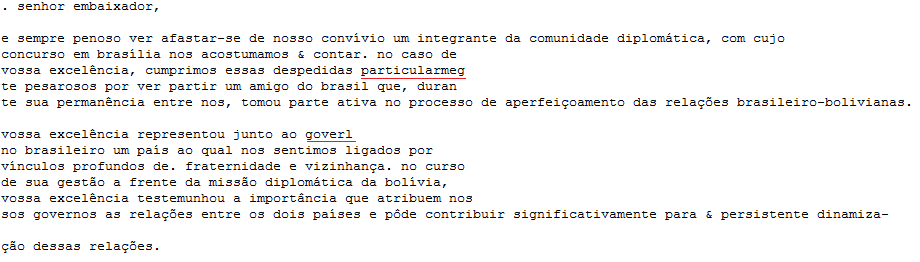 . senhor embaixador,
e sempre penoso ver afastar-se de nosso convívio um integrante da comunidade diplomática, com cujo
concurso em brasília nos acostumamos & contar. no caso de
vossa excelência, cumprimos essas despedidas particularmeg
te pesarosos por ver partir um amigo do brasil que, duran
te sua permanência entre nos, tomou parte ativa no processo de aperfeiçoamento das relações brasileiro-bolivianas.
vossa excelência representou junto ao goverl
no brasileiro um país ao qual nos sentimos ligados por
vínculos profundos de. fraternidade e vizinhança. no curso
de sua gestão a frente da missão diplomática da bolívia,
vossa excelência testemunhou a importância que atribuem nos
sos governos as relações entre os dois países e pôde contribuir significativamente para & persistente dinamiza-
ção dessas relações.